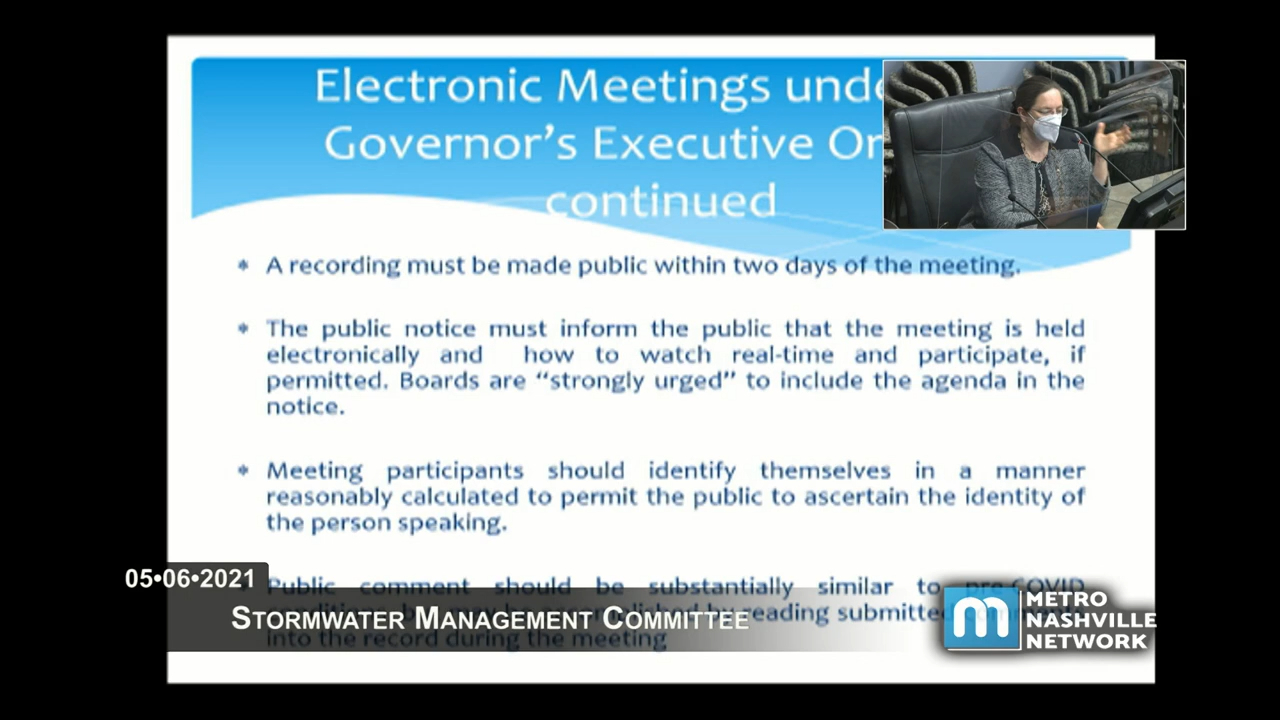 Electronic Meetings unde
Governor's Executive Or
continued
* A recording must be made public within two days of the meeting.
* The public notice must inform the public that the meeting is held
electronically and how to watch real-time and participate, if
permitted. Boards are “strongly urged” to include the agenda in the
notice.
* Meeting participants should identify themselves in a manner
reasonably calculated to permit the public to ascertain the identity of
the person speaking.
Public comment should be substantially similar to pre-COVID
by reading submitted
into the record during the meeting
05•06•2021
STORMWATER MANAGEMENT COMMITTEE
m
METRO
NASHVILLE
NETWORK